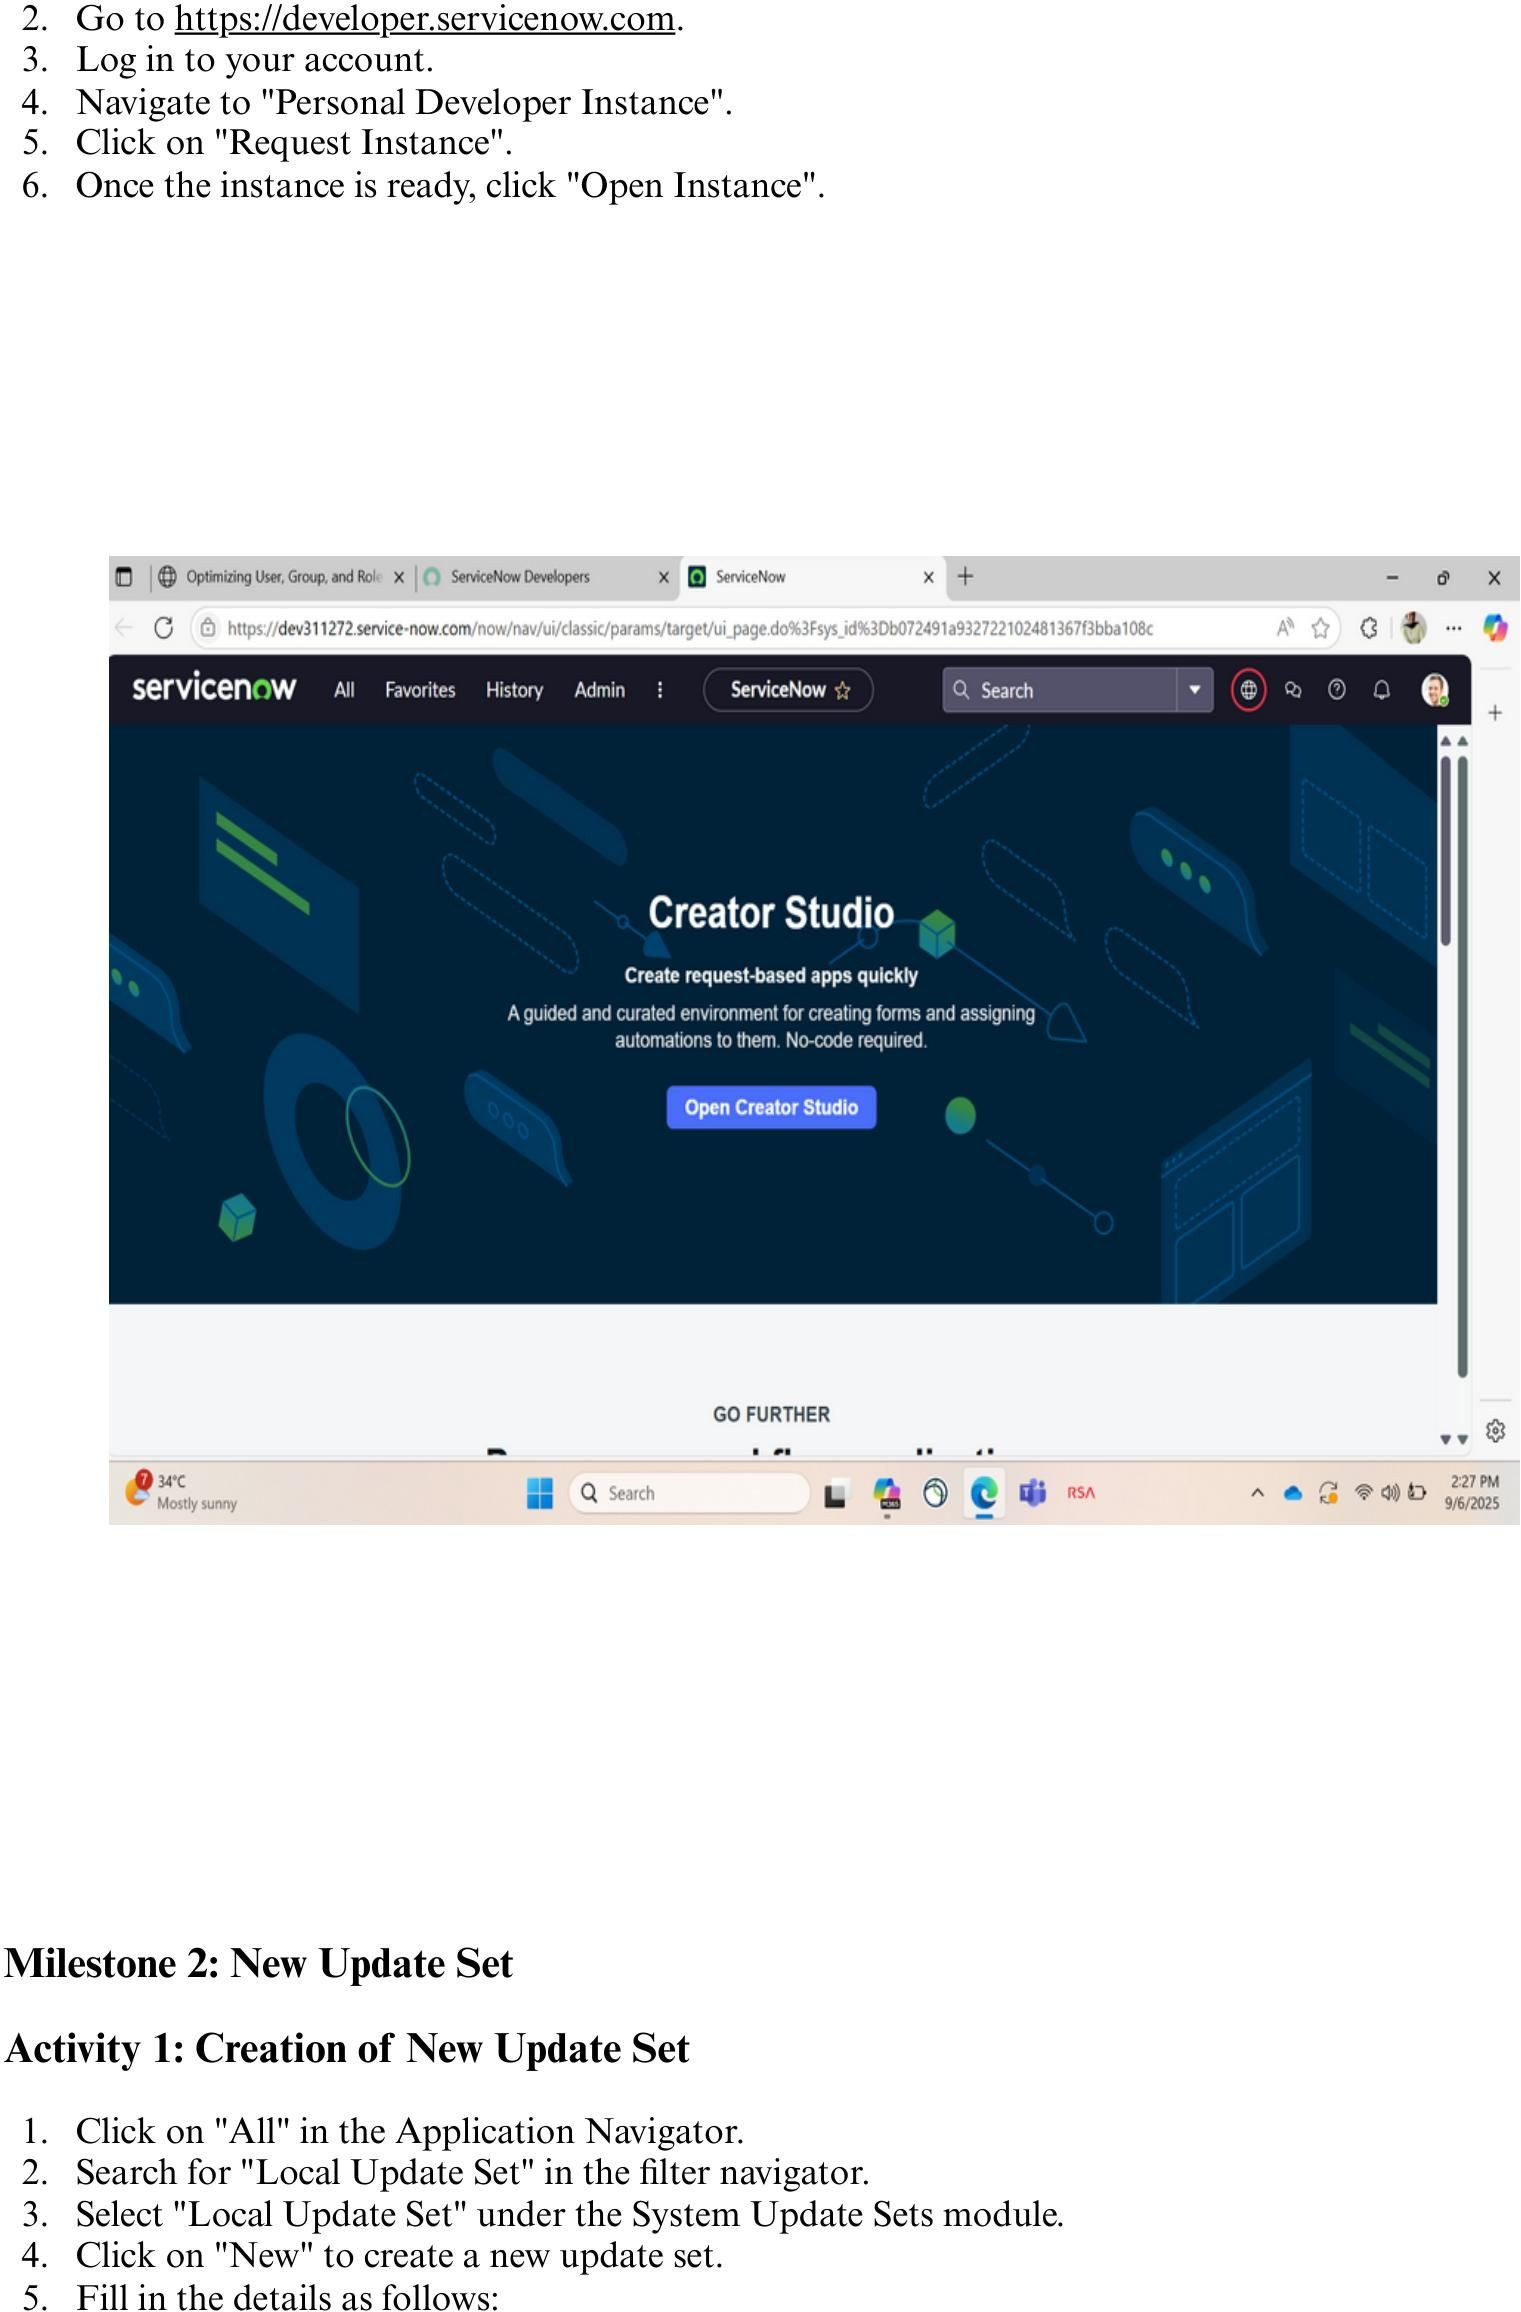 2. Go to https://developer.servicenow.com.
3. Log in to your account.
4. Navigate to "Personal Developer Instance".
5. Click on "Request Instance".
6. Once the instance is ready, click "Open Instance".
Optimizing User, Group, and Role
ServiceNow Developers
ServiceNow
https://dev311272.service-now.com/now/nav/ui/classic/params/target/ui_page.do%3Fsys_id%3Db072491a932722102481367f3bba108c
servicenow All Favorites History Admin ServiceNow Search
Creator Studio
Create request-based apps quickly
A guided and curated environment for creating forms and assigning
automations to them. No-code required.
Open Creator Studio
GO FURTHER
7 34°C
Mostly sunny
Search
RSA
2:27 PM
9/6/2025
Milestone 2: New Update Set
Activity 1: Creation of New Update Set
1. Click on "All" in the Application Navigator.
2. Search for "Local Update Set" in the filter navigator.
3. Select "Local Update Set" under the System Update Sets module.
4. Click on "New" to create a new update set.
5. Fill in the details as follows: